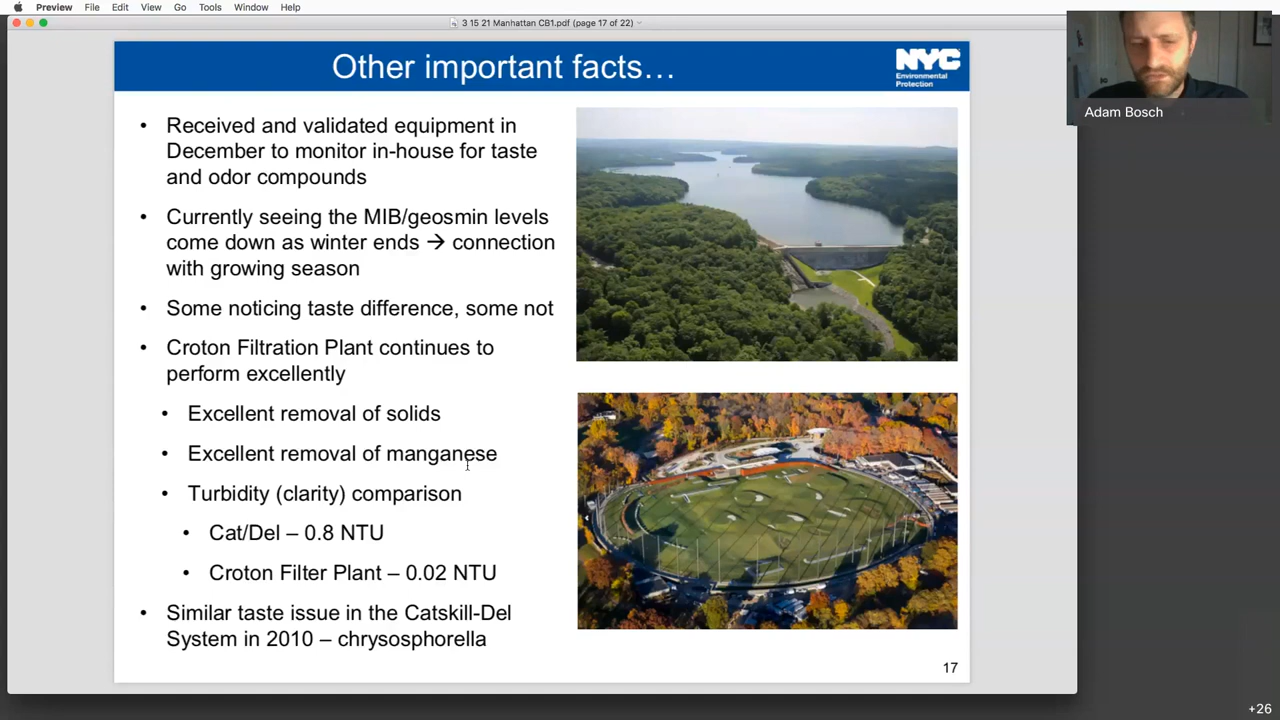 Preview File Edit View Go Tools Window Help
3 15 21 Manhattan CB1.pdf (page 17 of 22)
Adam Bosch
Other important facts…
NYC
Environmental
Protection
• Received and validated equipment in
December to monitor in-house for taste
and odor compounds
• Currently seeing the MIB/geosmin levels
come down as winter ends → connection
with growing season
• Some noticing taste difference, some not
• Croton Filtration Plant continues to
perform excellently
• Excellent removal of solids
• Excellent removal of manganese
• Turbidity (clarity) comparison
• Cat/Del – 0.8 NTU
• Croton Filter Plant – 0.02 NTU
• Similar taste issue in the Catskill-Del
System in 2010 – chrysosphorella
17
+26